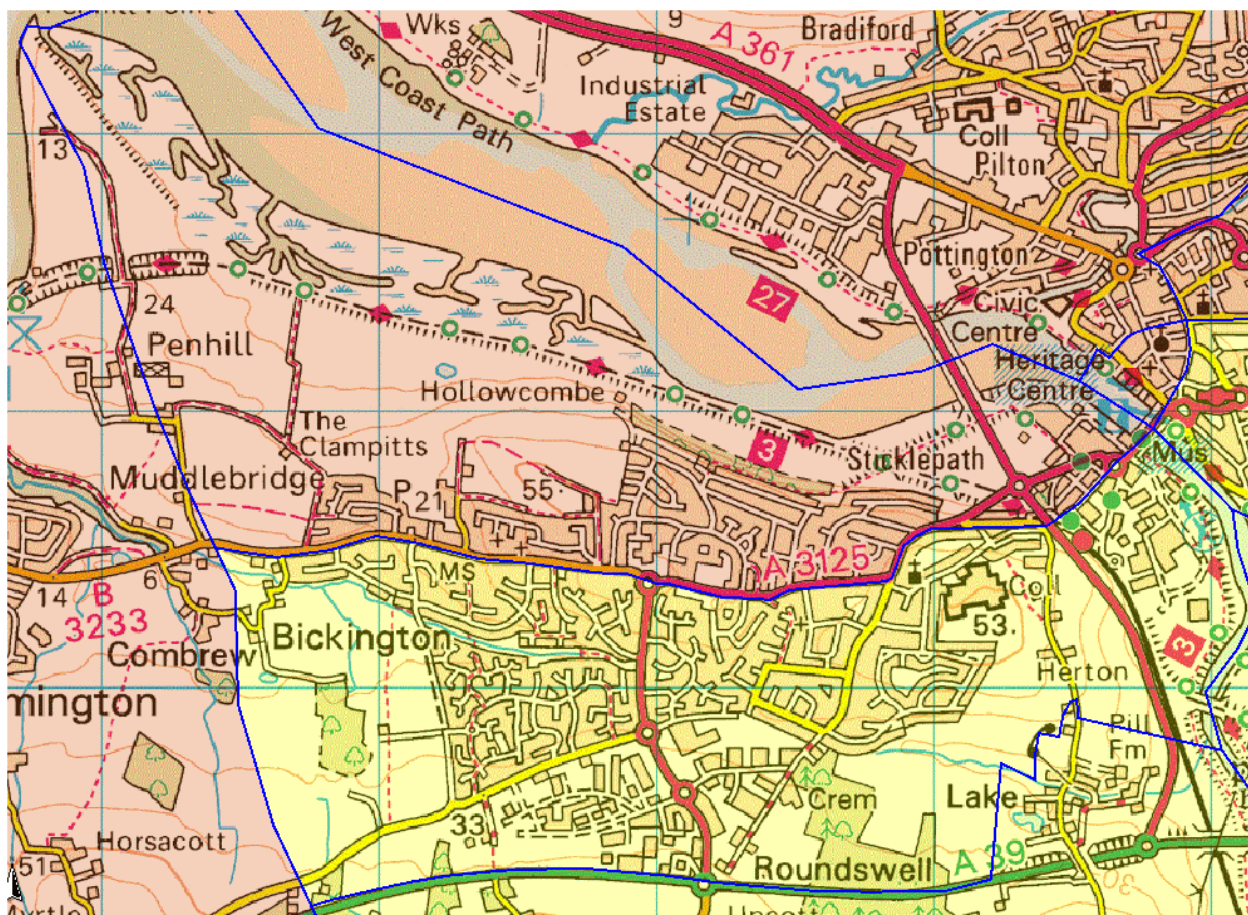 Wks
9
Bradiford
A 361
West Coast Path
Industrial
Estate
Coll
Pilton
13
Pottington
27
24
Civic
Centre
Penhill
Heritage
Centre
Hollowcombe
The
Clampitts
3
Sticklepath
Mus
Muddlebridge
P
21
55
A 3125
MS
6
14
B
3233
Coll
53
Bickington
3
Combrew
Herton
mington
Pill
Fm
Crem
Lake
33
Horsacott
51
Roundswell
A 39
30